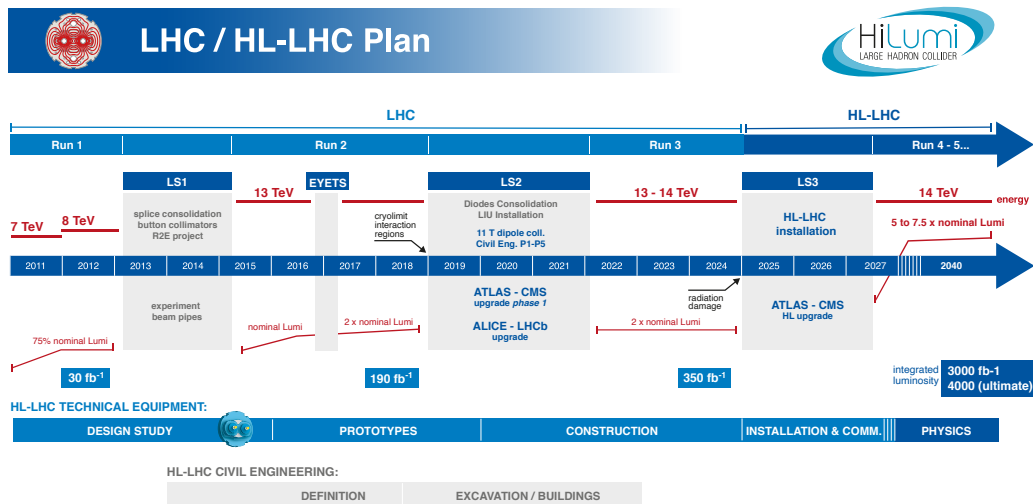 LHC / HL-LHC Plan
HiLumi
LARGE HADRON COLLIDER
LHC
HL-LHC
Run 1
Run 2
Run 3
Run 4 - 5...
LS1
EYETS
LS2
LS3
13 TeV
13 - 14 TeV
14 TeV
energy
7 TeV
8 TeV
splice consolidation
button collimators
R2E project
cryolimit
interaction
regions
Diodes Consolidation
LIU Installation
11 T dipole coll.
Civil Eng. P1-P5
HL-LHC
installation
5 to 7.5 x nominal Lumi
2011 2012 2013 2014 2015 2016 2017 2018 2019 2020 2021 2022 2023 2024 2025 2026 2027 2040
experiment
beam pipes
ATLAS - CMS
upgrade phase 1
ALICE - LHCb
upgrade
radiation
damage
ATLAS - CMS
HL upgrade
75% nominal Lumi
nominal Lumi
2 x nominal Lumi
2 x nominal Lumi
30 fb-1
190 fb-1
350 fb-1
integrated
luminosity
3000 fb-1
4000 (ultimate)
HL-LHC TECHNICAL EQUIPMENT:
DESIGN STUDY
PROTOTYPES
CONSTRUCTION
INSTALLATION & COMM.
PHYSICS
HL-LHC CIVIL ENGINEERING:
DEFINITION
EXCAVATION / BUILDINGS